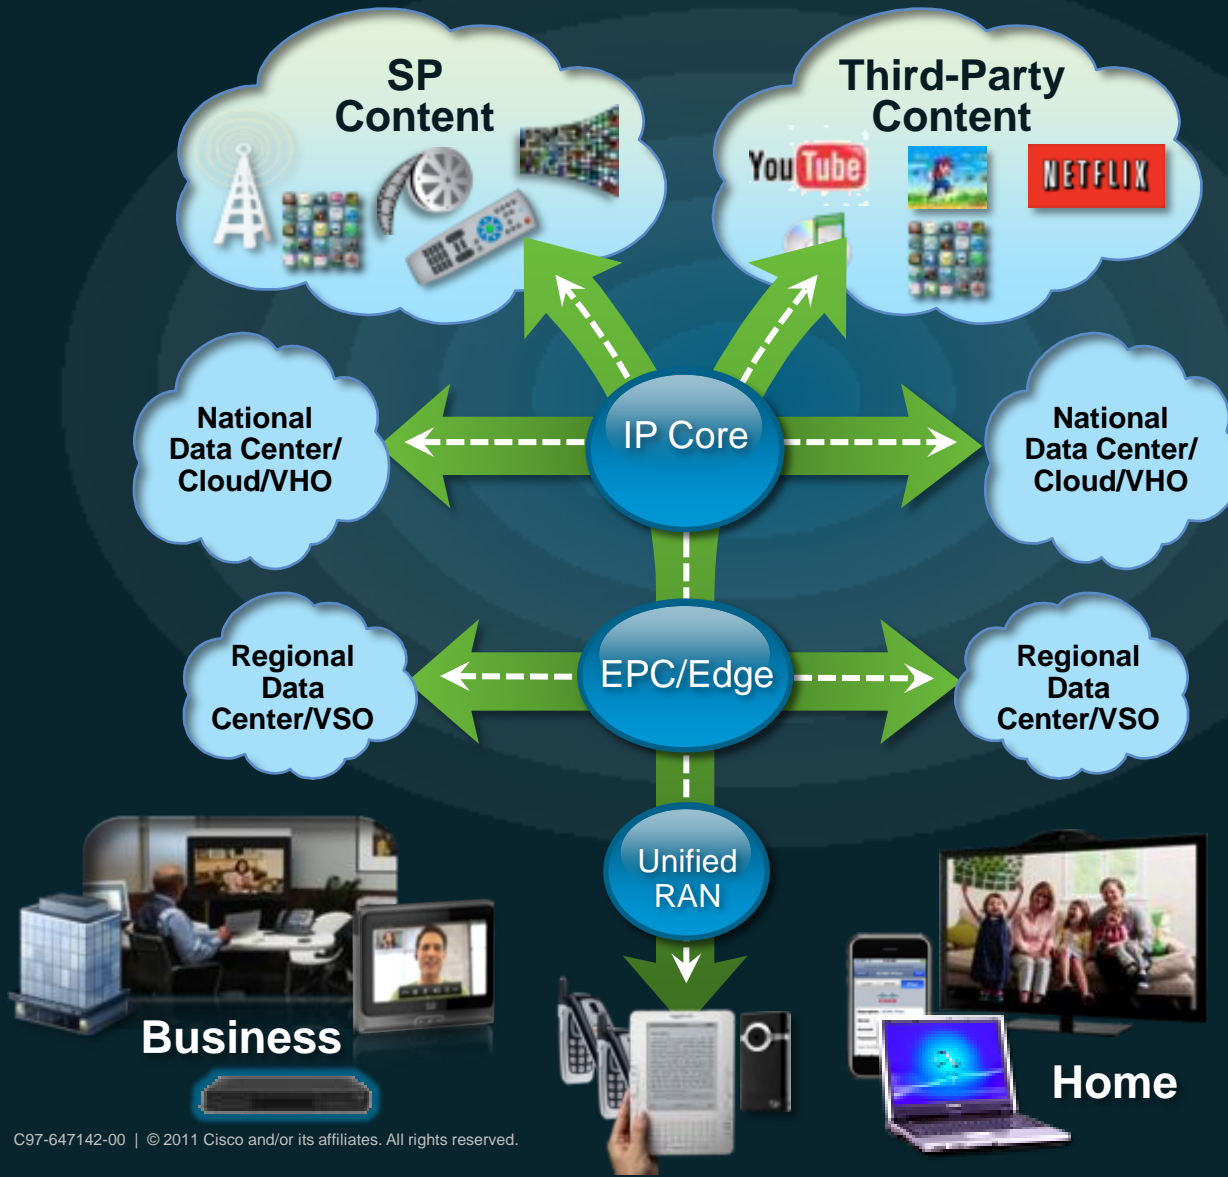 SP
Content
Third-Party
Content
You Tube
NETFLIX
National
Data Center/
Cloud/VHO
IP Core
National
Data Center/
Cloud/VHO
Regional
Data
Center/VSO
EPC/Edge
Regional
Data
Center/VSO
Unified
RAN
Business
Home
C97-647142-00 | © 2011 Cisco and/or its affiliates. All rights reserved.